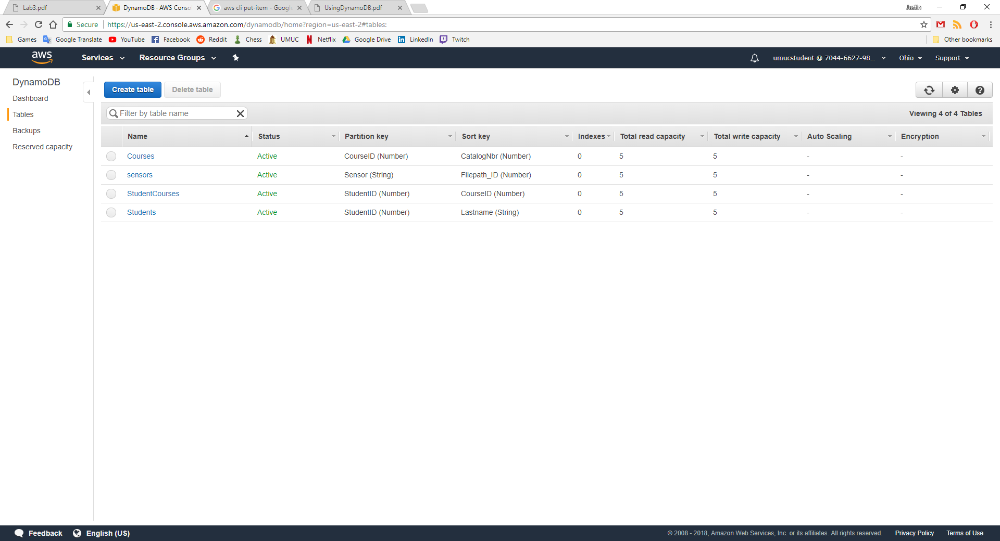 Lab3.pdf
DynamoDB · AWS Consol
aws cli put-item - Google
UsingDynamoDB.pdf
Justin
Secure
https://us-east-2.console.aws.amazon.com/dynamodb/home?region=us-east-2#tables:
Games Google Translate YouTube Facebook Reddit Chess UMUC Netflix Google Drive LinkedIn Twitch Other bookmarks
aws Services Resource Groups umucstudent @ 7044-6627-98... Ohio Support
DynamoDB
Dashboard
Tables
Backups
Reserved capacity
Create table Delete table
Filter by table name Viewing 4 of 4 Tables
Name Status Partition key Sort key Indexes Total read capacity Total write capacity Auto Scaling Encryption
Courses Active CourseID (Number) CatalogNbr (Number) 0 5 5 - -
sensors Active Sensor (String) Filepath_ID (Number) 0 5 5 - -
StudentCourses Active StudentID (Number) CourseID (Number) 0 5 5 - -
Students Active StudentID (Number) Lastname (String) 0 5 5 - -
Feedback English (US) © 2008 - 2018, Amazon Web Services, Inc. or its affiliates. All rights reserved. Privacy Policy Terms of Use